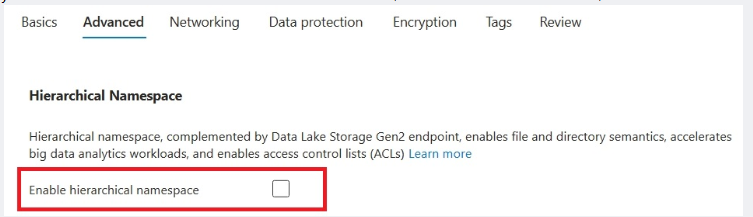 Basics Advanced Networking Data protection Encryption Tags Review
Hierarchical Namespace
Hierarchical namespace, complemented by Data Lake Storage Gen2 endpoint, enables file and directory semantics, accelerates
big data analytics workloads, and enables access control lists (ACLs) Learn more
Enable hierarchical namespace